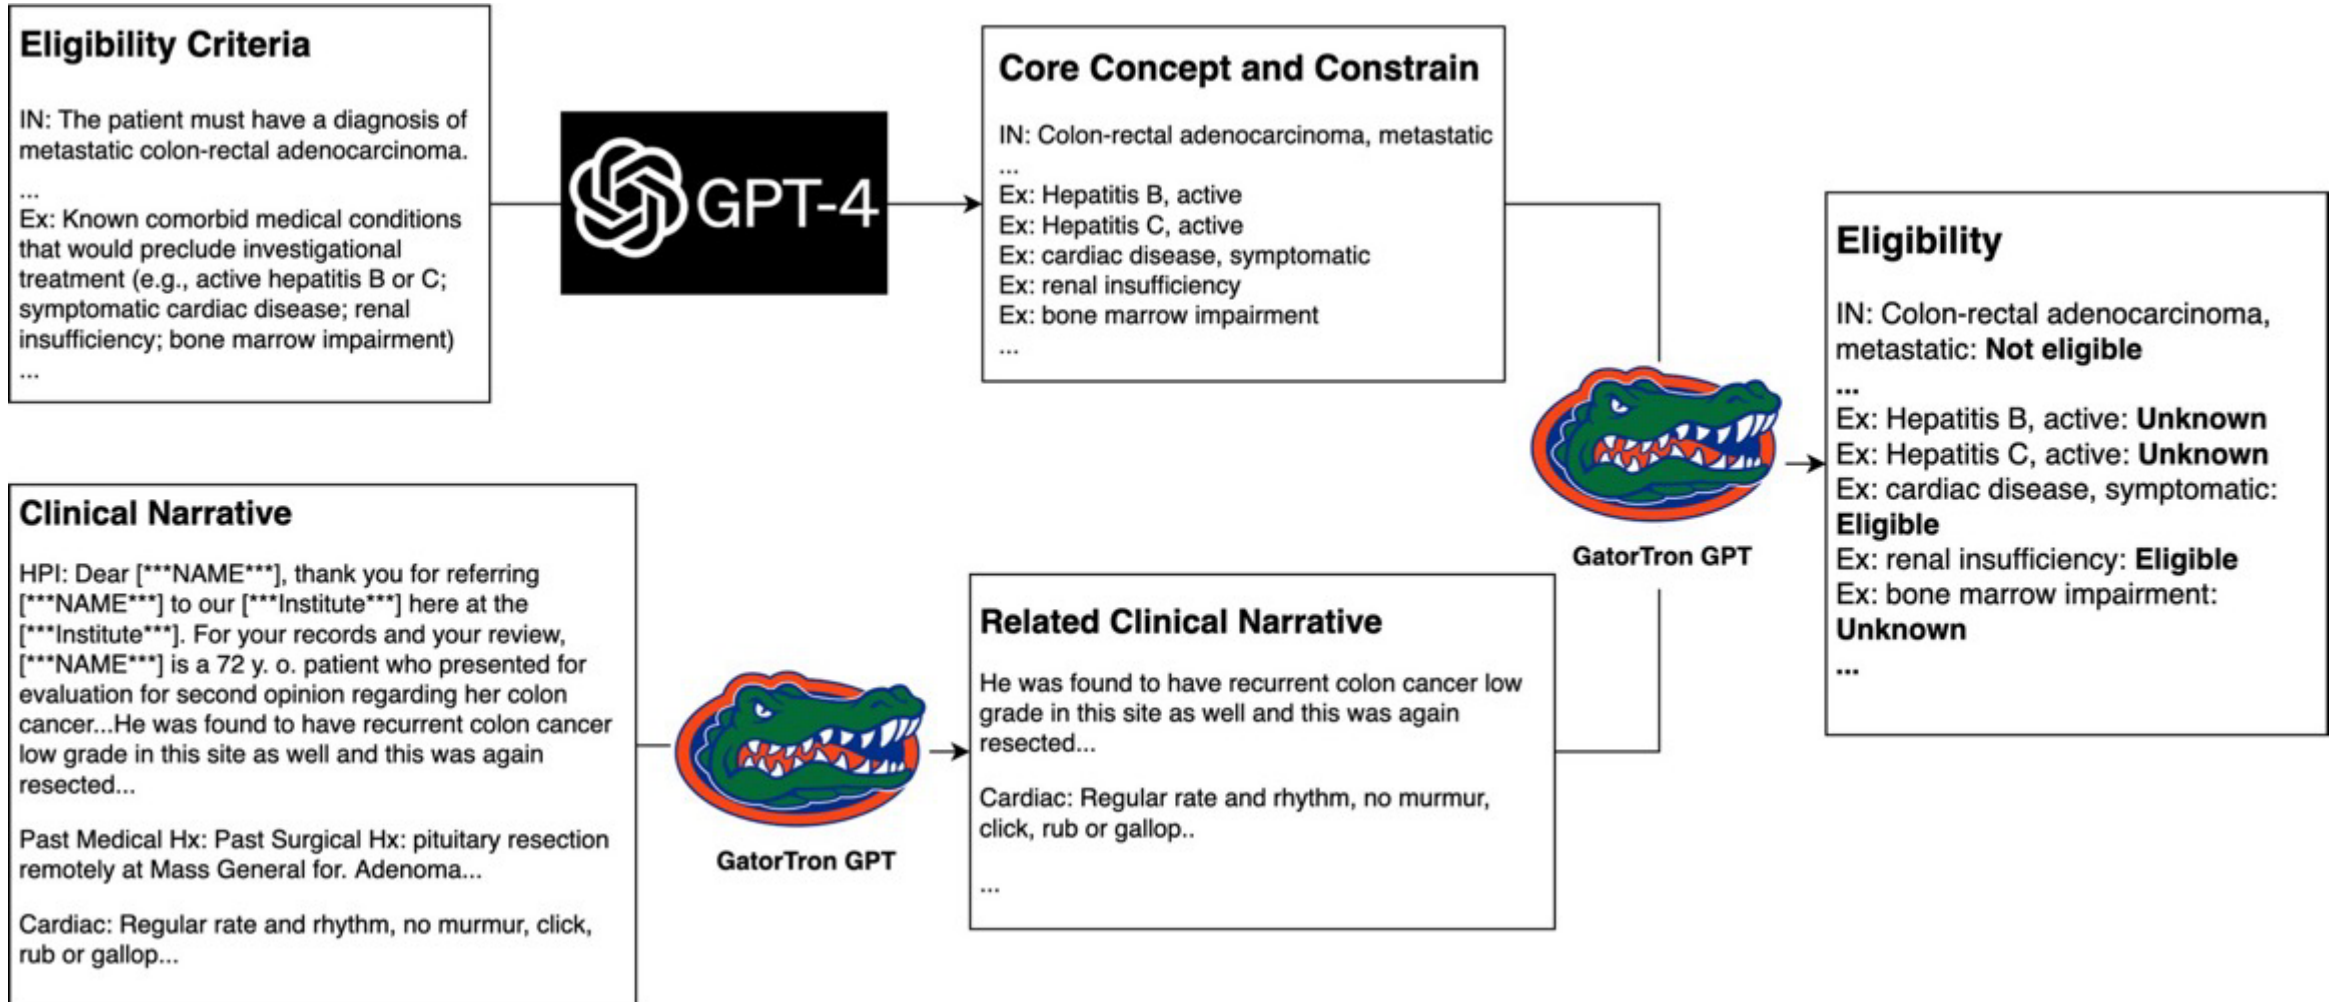 Eligibility Criteria
IN: The patient must have a diagnosis of
metastatic colon-rectal adenocarcinoma.
...
Ex: Known comorbid medical conditions
that would preclude investigational
treatment (e.g., active hepatitis B or C;
symptomatic cardiac disease; renal
insufficiency; bone marrow impairment)
...
GPT-4
Core Concept and Constrain
IN: Colon-rectal adenocarcinoma, metastatic
...
Ex: Hepatitis B, active
Ex: Hepatitis C, active
Ex: cardiac disease, symptomatic
Ex: renal insufficiency
Ex: bone marrow impairment
...
Clinical Narrative
HPI: Dear [***NAME***], thank you for referring
[***NAME***] to our [***Institute***] here at the
[***Institute***]. For your records and your review,
[***NAME***] is a 72 y. o. patient who presented for
evaluation for second opinion regarding her colon
cancer...He was found to have recurrent colon cancer
low grade in this site as well and this was again
resected...
Past Medical Hx: Past Surgical Hx: pituitary resection
remotely at Mass General for. Adenoma...
Cardiac: Regular rate and rhythm, no murmur, click,
rub or gallop...
GatorTron GPT
Related Clinical Narrative
He was found to have recurrent colon cancer low
grade in this site as well and this was again
resected...
Cardiac: Regular rate and rhythm, no murmur,
click, rub or gallop..
...
GatorTron GPT
Eligibility
IN: Colon-rectal adenocarcinoma,
metastatic: Not eligible
...
Ex: Hepatitis B, active: Unknown
Ex: Hepatitis C, active: Unknown
Ex: cardiac disease, symptomatic:
Eligible
Ex: renal insufficiency: Eligible
Ex: bone marrow impairment:
Unknown
...